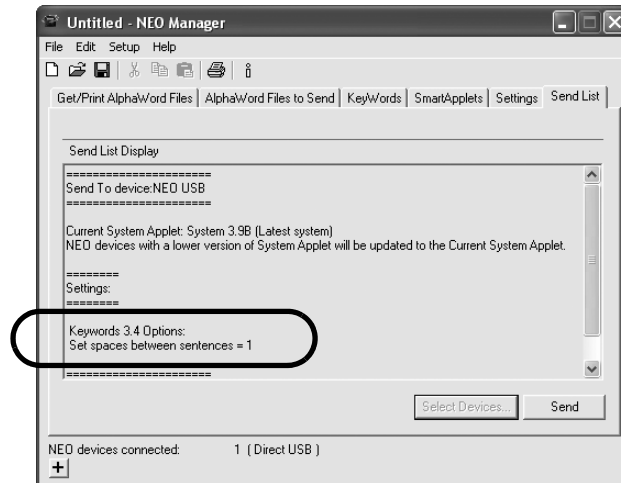 Untitled - NEO Manager
File Edit Setup Help
Get/Print AlphaWord Files AlphaWord Files to Send KeyWords SmartApplets Settings Send List
Send List Display
======================
Send To device:NEO USB
======================
Current System Applet: System 3.9B (Latest system)
NEO devices with a lower version of System Applet will be updated to the Current System Applet.
========
Settings:
========
Keywords 3.4 Options:
Set spaces between sentences = 1
======================
Select Devices... Send
NEO devices connected: 1 ( Direct USB )
+